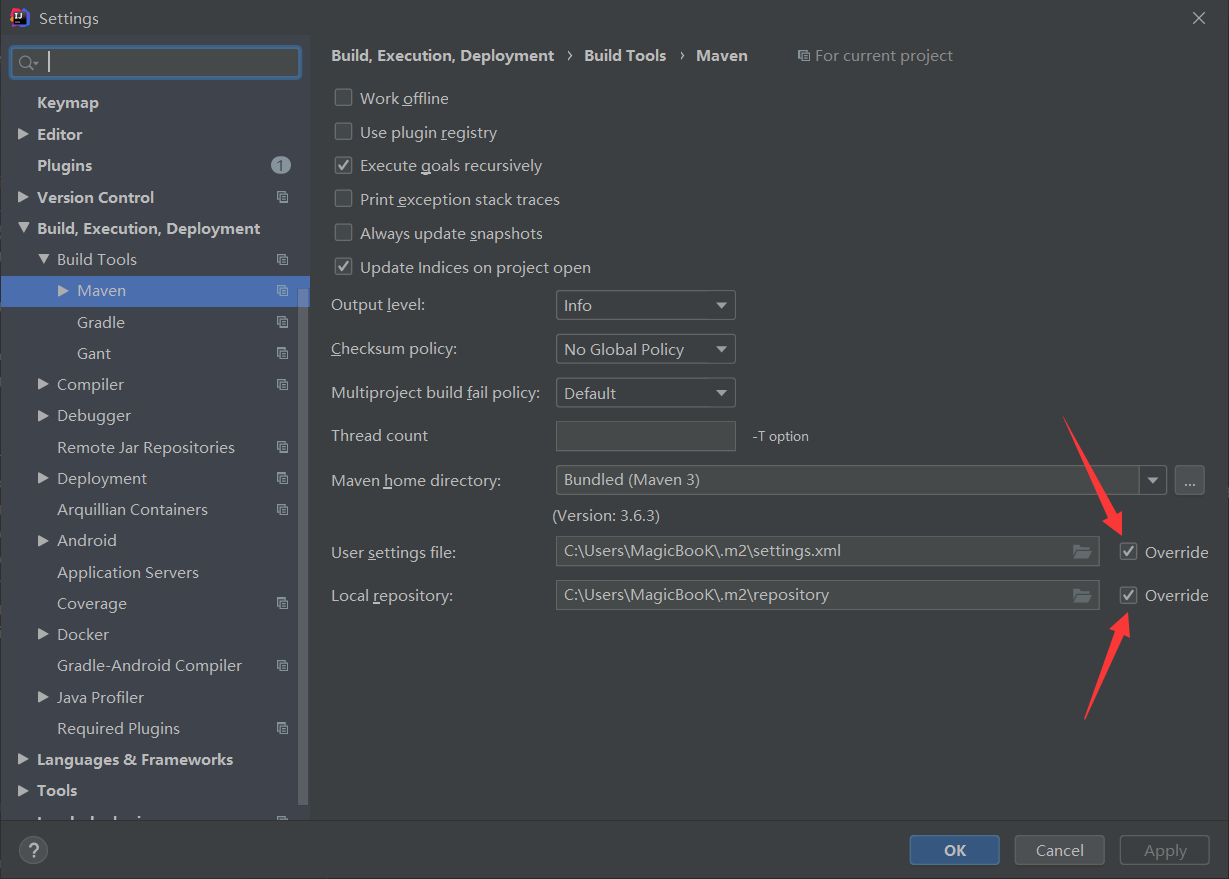 Settings
Keymap
Editor
Plugins
1
Version Control
Build, Execution, Deployment
Build Tools
Maven
Gradle
Gant
Compiler
Debugger
Remote Jar Repositories
Deployment
Arquillian Containers
Android
Application Servers
Coverage
Docker
Gradle-Android Compiler
Java Profiler
Required Plugins
Languages & Frameworks
Tools
Build, Execution, Deployment › Build Tools › Maven
For current project
Work offline
Use plugin registry
Execute goals recursively
Print exception stack traces
Always update snapshots
Update Indices on project open
Output level: Info
Checksum policy: No Global Policy
Multiproject build fail policy: Default
Thread count -T option
Maven home directory: Bundled (Maven 3) ...
(Version: 3.6.3)
User settings file: C:\Users\MagicBooK\.m2\settings.xml Override
Local repository: C:\Users\MagicBooK\.m2\repository Override
? OK Cancel Apply